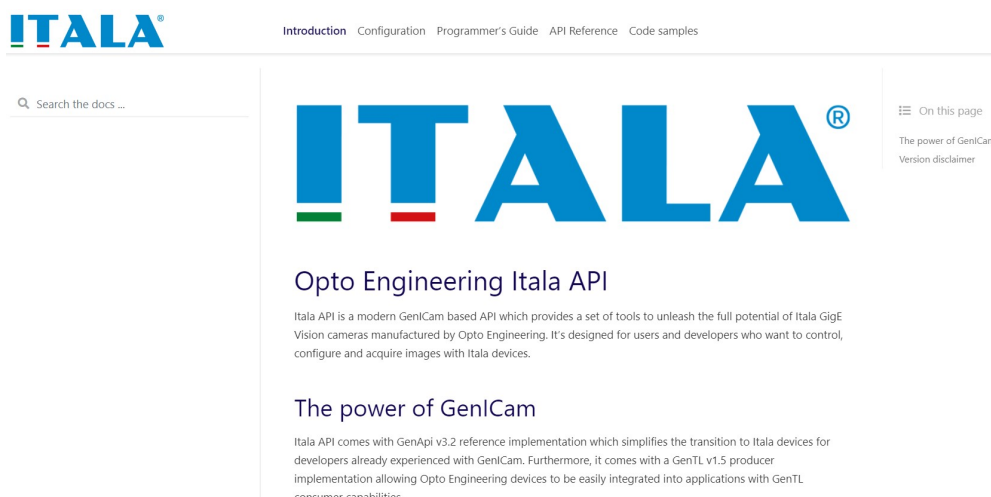 ITALA®
Introduction Configuration Programmer's Guide API Reference Code samples
Search the docs ...
ITALA®
On this page
The power of GenICam
Version disclaimer
Opto Engineering Itala API
Itala API is a modern GenICam based API which provides a set of tools to unleash the full potential of Itala GigE
Vision cameras manufactured by Opto Engineering. It's designed for users and developers who want to control,
configure and acquire images with Itala devices.
The power of GenICam
Itala API comes with GenApi v3.2 reference implementation which simplifies the transition to Itala devices for
developers already experienced with GenICam. Furthermore, it comes with a GenTL v1.5 producer
implementation allowing Opto Engineering devices to be easily integrated into applications with GenTL
consumer capabilities.